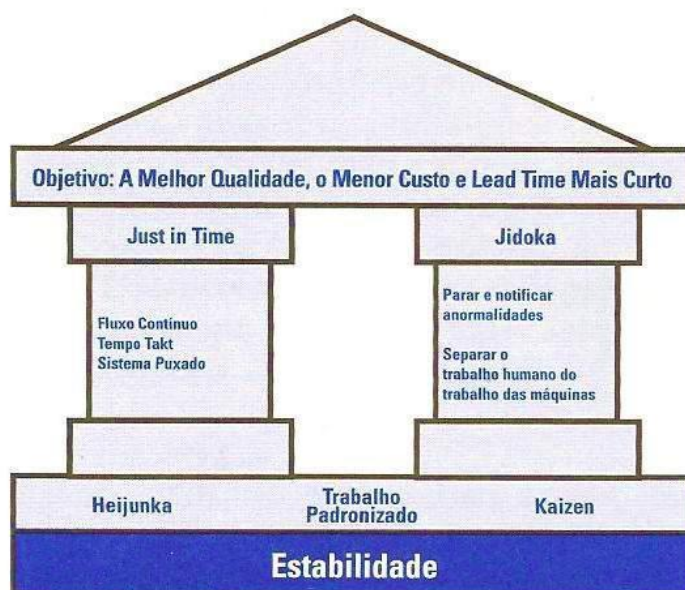 Objetivo: A Melhor Qualidade, o Menor Custo e Lead Time Mais Curto
Just in Time
Jidoka
Fluxo Contínuo
Tempo Takt
Sistema Puxado
Parar e notificar
anormalidades
Separar o
trabalho humano do
trabalho das máquinas
Heijunka
Trabalho
Padronizado
Kaizen
Estabilidade